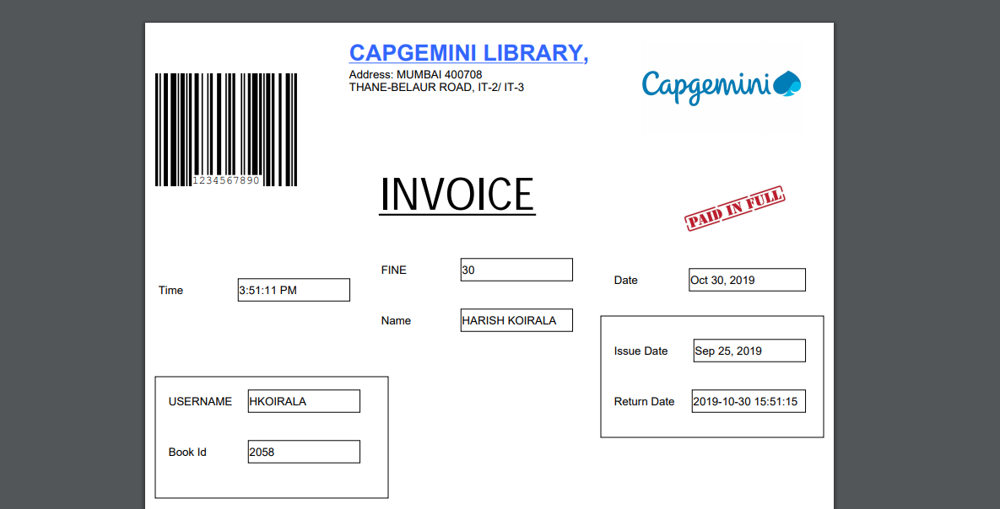 CAPGEMINI LIBRARY,
Address: MUMBAI 400708
THANE-BELAUR ROAD, IT-2/ IT-3
Capgemini
1234567890
INVOICE
PAID IN FULL
FINE 30
Date Oct 30, 2019
Time 3:51:11 PM
Name HARISH KOIRALA
Issue Date Sep 25, 2019
Return Date 2019-10-30 15:51:15
USERNAME HKOIRALA
Book Id 2058